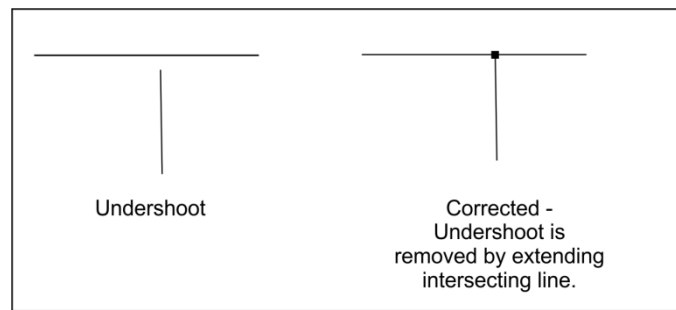 Undershoot
Corrected -
Undershoot is
removed by extending
intersecting line.